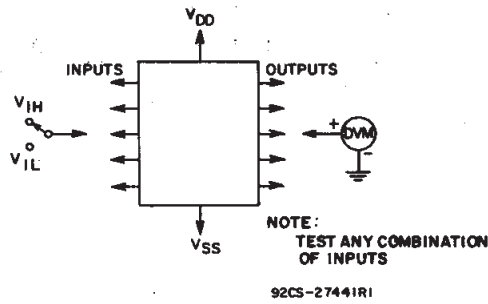 VDD
INPUTS
OUTPUTS
VIH
VIL
+
DVM
-
VSS
NOTE:
TEST ANY COMBINATION
OF INPUTS
92CS-27441R1